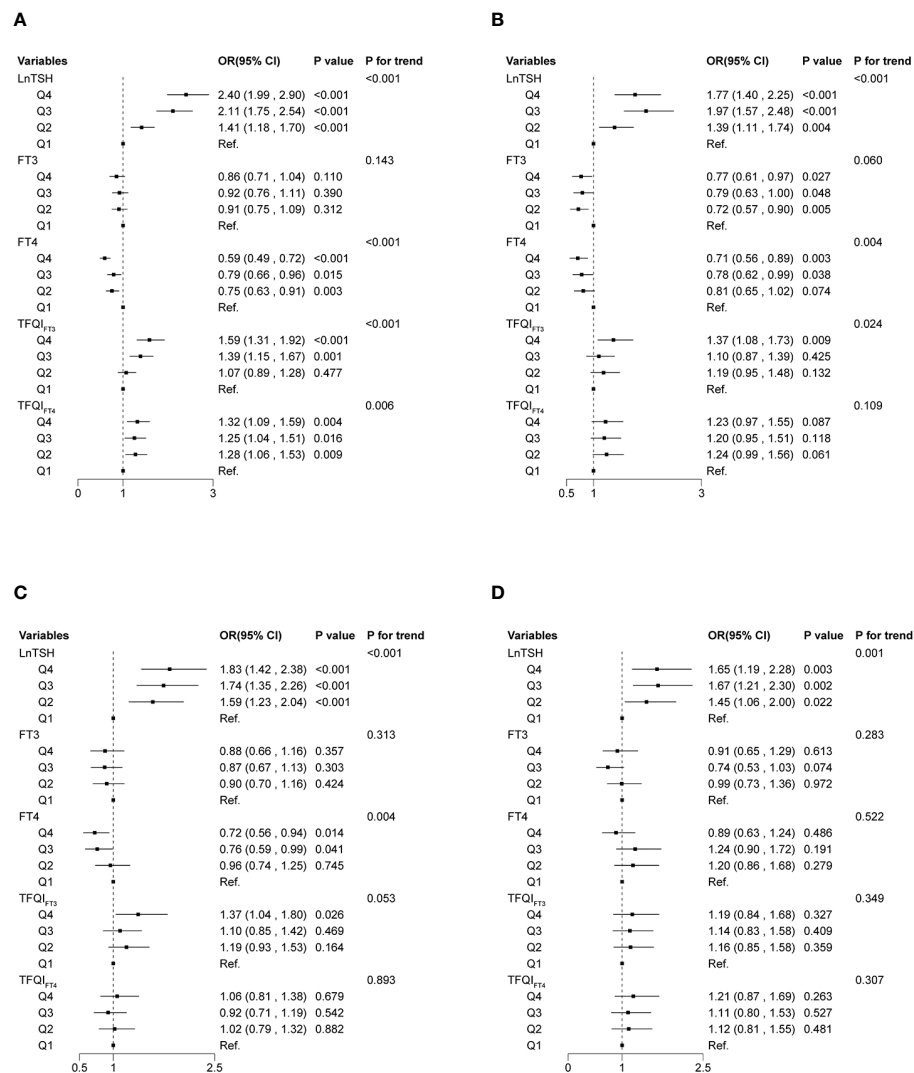 A
Variables OR(95% CI) P value P for trend
LnTSH <0.001
Q4 2.40 (1.99 , 2.90) <0.001
Q3 2.11 (1.75 , 2.54) <0.001
Q2 1.41 (1.18 , 1.70) <0.001
Q1 Ref.
FT3 0.143
Q4 0.86 (0.71 , 1.04) 0.110
Q3 0.92 (0.76 , 1.11) 0.390
Q2 0.91 (0.75 , 1.09) 0.312
Q1 Ref.
FT4 <0.001
Q4 0.59 (0.49 , 0.72) <0.001
Q3 0.79 (0.66 , 0.96) 0.015
Q2 0.75 (0.63 , 0.91) 0.003
Q1 Ref.
TFQI FT3 <0.001
Q4 1.59 (1.31 , 1.92) <0.001
Q3 1.39 (1.15 , 1.67) 0.001
Q2 1.07 (0.89 , 1.28) 0.477
Q1 Ref.
TFQI FT4 0.006
Q4 1.32 (1.09 , 1.59) 0.004
Q3 1.25 (1.04 , 1.51) 0.016
Q2 1.28 (1.06 , 1.53) 0.009
Q1 Ref.
0 1 3
B
Variables OR(95% CI) P value P for trend
LnTSH <0.001
Q4 1.77 (1.40 , 2.25) <0.001
Q3 1.97 (1.57 , 2.48) <0.001
Q2 1.39 (1.11 , 1.74) 0.004
Q1 Ref.
FT3 0.060
Q4 0.77 (0.61 , 0.97) 0.027
Q3 0.79 (0.63 , 1.00) 0.048
Q2 0.72 (0.57 , 0.90) 0.005
Q1 Ref.
FT4 0.004
Q4 0.71 (0.56 , 0.89) 0.003
Q3 0.78 (0.62 , 0.99) 0.038
Q2 0.81 (0.65 , 1.02) 0.074
Q1 Ref.
TFQI FT3 0.024
Q4 1.37 (1.08 , 1.73) 0.009
Q3 1.10 (0.87 , 1.39) 0.425
Q2 1.19 (0.95 , 1.48) 0.132
Q1 Ref.
TFQI FT4 0.109
Q4 1.23 (0.97 , 1.55) 0.087
Q3 1.20 (0.95 , 1.51) 0.118
Q2 1.24 (0.99 , 1.56) 0.061
Q1 Ref.
0.5 1 3
C
Variables OR(95% CI) P value P for trend
LnTSH <0.001
Q4 1.83 (1.42 , 2.38) <0.001
Q3 1.74 (1.35 , 2.26) <0.001
Q2 1.59 (1.23 , 2.04) <0.001
Q1 Ref.
FT3 0.313
Q4 0.88 (0.66 , 1.16) 0.357
Q3 0.87 (0.67 , 1.13) 0.303
Q2 0.90 (0.70 , 1.16) 0.424
Q1 Ref.
FT4 0.004
Q4 0.72 (0.56 , 0.94) 0.014
Q3 0.76 (0.59 , 0.99) 0.041
Q2 0.96 (0.74 , 1.25) 0.745
Q1 Ref.
TFQI FT3 0.053
Q4 1.37 (1.04 , 1.80) 0.026
Q3 1.10 (0.85 , 1.42) 0.469
Q2 1.19 (0.93 , 1.53) 0.164
Q1 Ref.
TFQI FT4 0.893
Q4 1.06 (0.81 , 1.38) 0.679
Q3 0.92 (0.71 , 1.19) 0.542
Q2 1.02 (0.79 , 1.32) 0.882
Q1 Ref.
0.5 1 2.5
D
Variables OR(95% CI) P value P for trend
LnTSH 0.001
Q4 1.65 (1.19 , 2.28) 0.003
Q3 1.67 (1.21 , 2.30) 0.002
Q2 1.45 (1.06 , 2.00) 0.022
Q1 Ref.
FT3 0.283
Q4 0.91 (0.65 , 1.29) 0.613
Q3 0.74 (0.53 , 1.03) 0.074
Q2 0.99 (0.73 , 1.36) 0.972
Q1 Ref.
FT4 0.522
Q4 0.89 (0.63 , 1.24) 0.486
Q3 1.24 (0.90 , 1.72) 0.191
Q2 1.20 (0.86 , 1.68) 0.279
Q1 Ref.
TFQI FT3 0.349
Q4 1.19 (0.84 , 1.68) 0.327
Q3 1.14 (0.83 , 1.58) 0.409
Q2 1.16 (0.85 , 1.58) 0.359
Q1 Ref.
TFQI FT4 0.307
Q4 1.21 (0.87 , 1.69) 0.263
Q3 1.11 (0.80 , 1.53) 0.527
Q2 1.12 (0.81 , 1.55) 0.481
Q1 Ref.
0 1 2.5